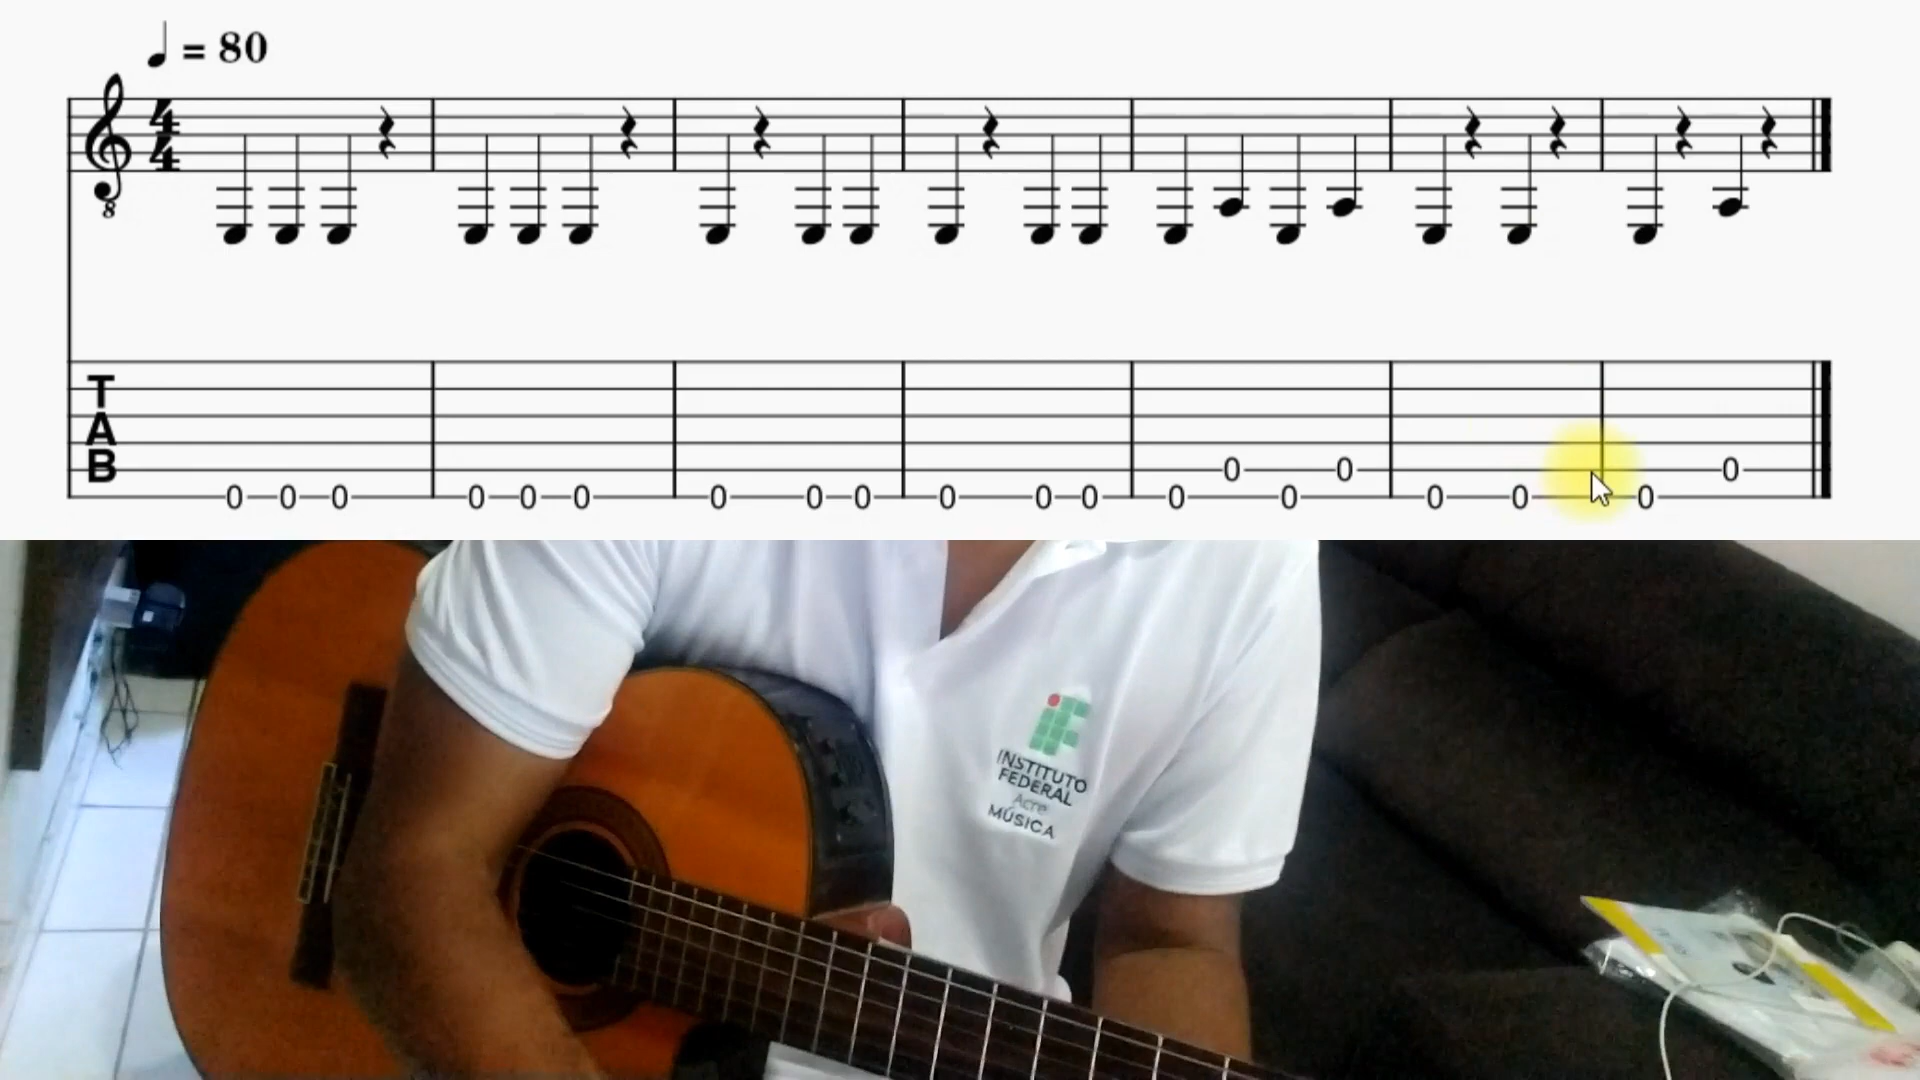 = 80
4
4
8
T
A
B
0 0 0 0 0 0 0 0 0 0 0 0 0 0 0 0 0 0 0 0
INSTITUTO
FEDERAL
Acre
MÚSICA